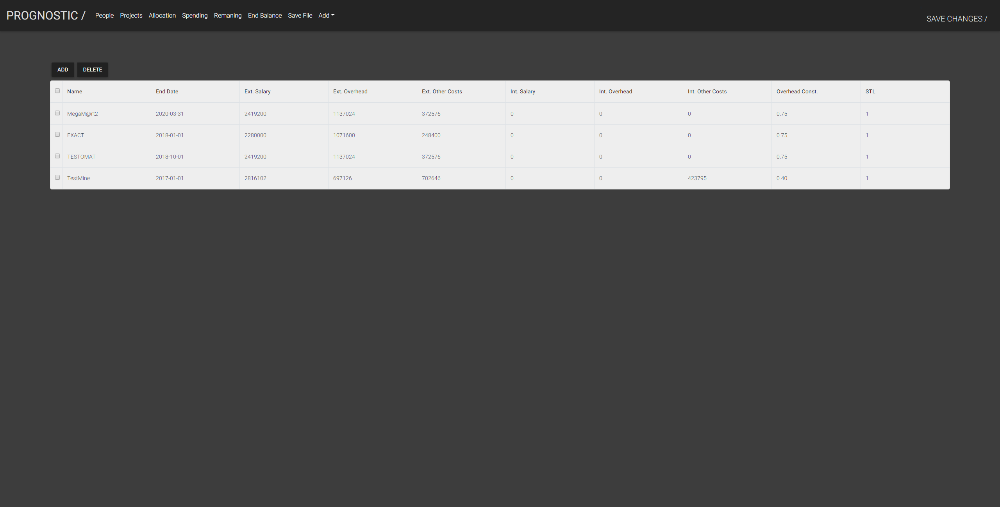 PROGNOSTIC / People Projects Allocation Spending Remaning End Balance Save File Add SAVE CHANGES /
ADD DELETE
Name End Date Ext. Salary Ext. Overhead Ext. Other Costs Int. Salary Int. Overhead Int. Other Costs Overhead Const. STL
MegaM@rt2 2020-03-31 2419200 1137024 372576 0 0 0 0.75 1
EXACT 2018-01-01 2280000 1071600 248400 0 0 0 0.75 1
TESTOMAT 2018-10-01 2419200 1137024 372576 0 0 0 0.75 1
TestMine 2017-01-01 2816102 697126 702646 0 0 423795 0.40 1